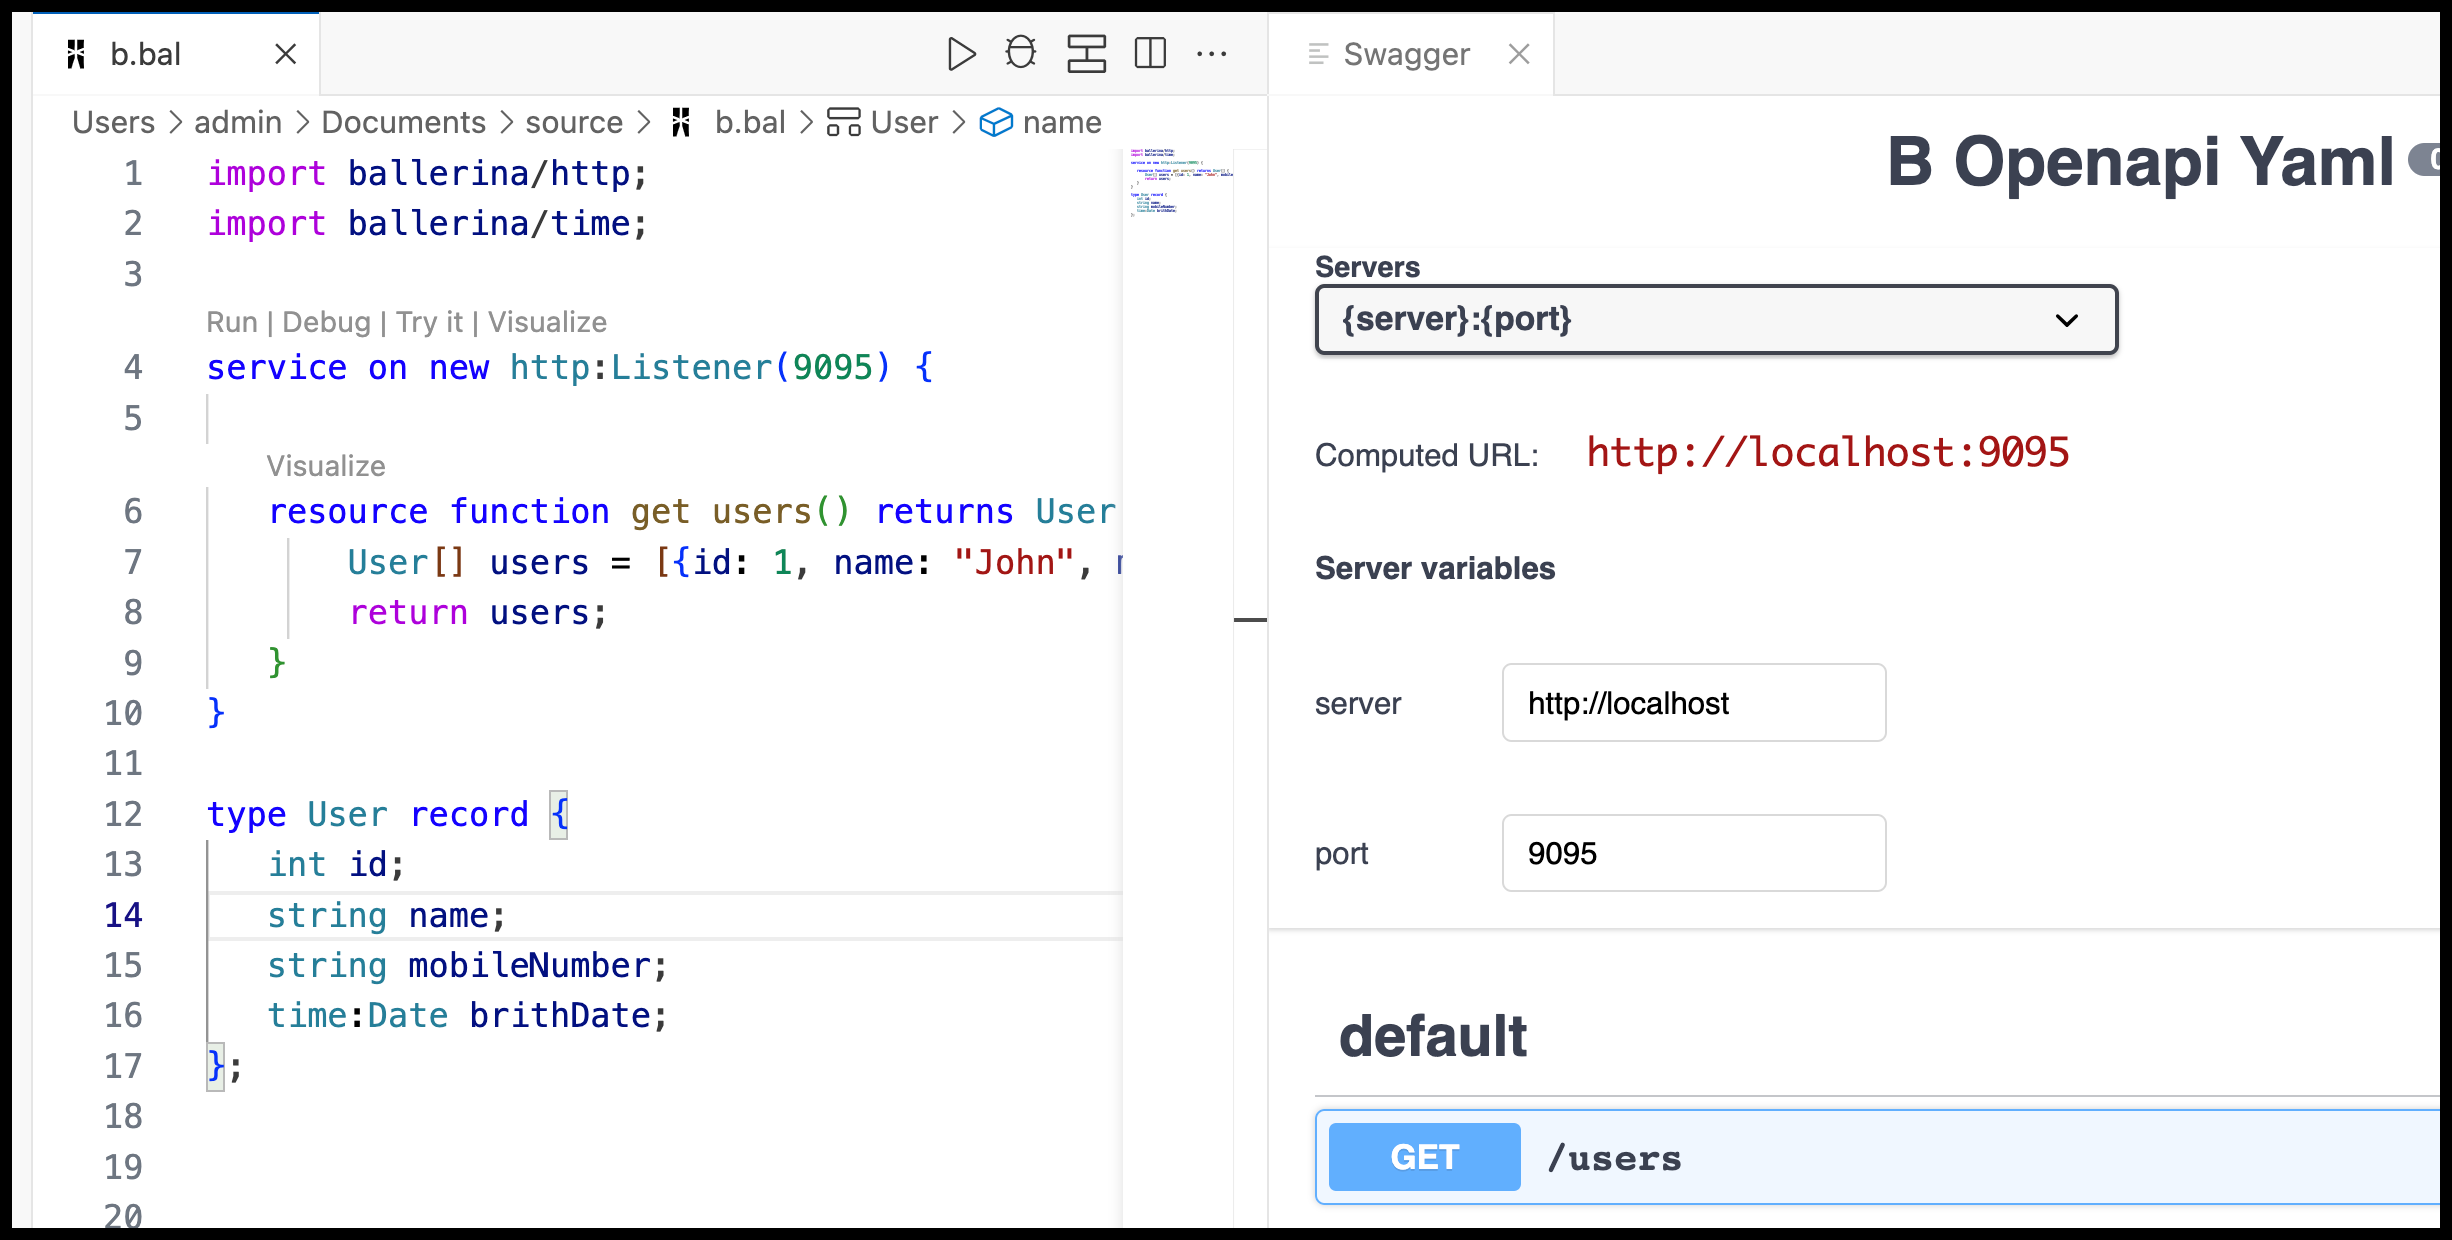 b.bal
Users > admin > Documents > source > b.bal > User > name
1 import ballerina/http;
2 import ballerina/time;
3
Run | Debug | Try it | Visualize
4 service on new http:Listener(9095) {
5
Visualize
6 resource function get users() returns User
7 User[] users = [{id: 1, name: "John",
8 return users;
9 }
10 }
11
12 type User record {
13 int id;
14 string name;
15 string mobileNumber;
16 time:Date brithDate;
17 };
18
19
20
Swagger
B Openapi Yaml
Servers
{server}:{port}
Computed URL: http://localhost:9095
Server variables
server http://localhost
port 9095
default
GET /users